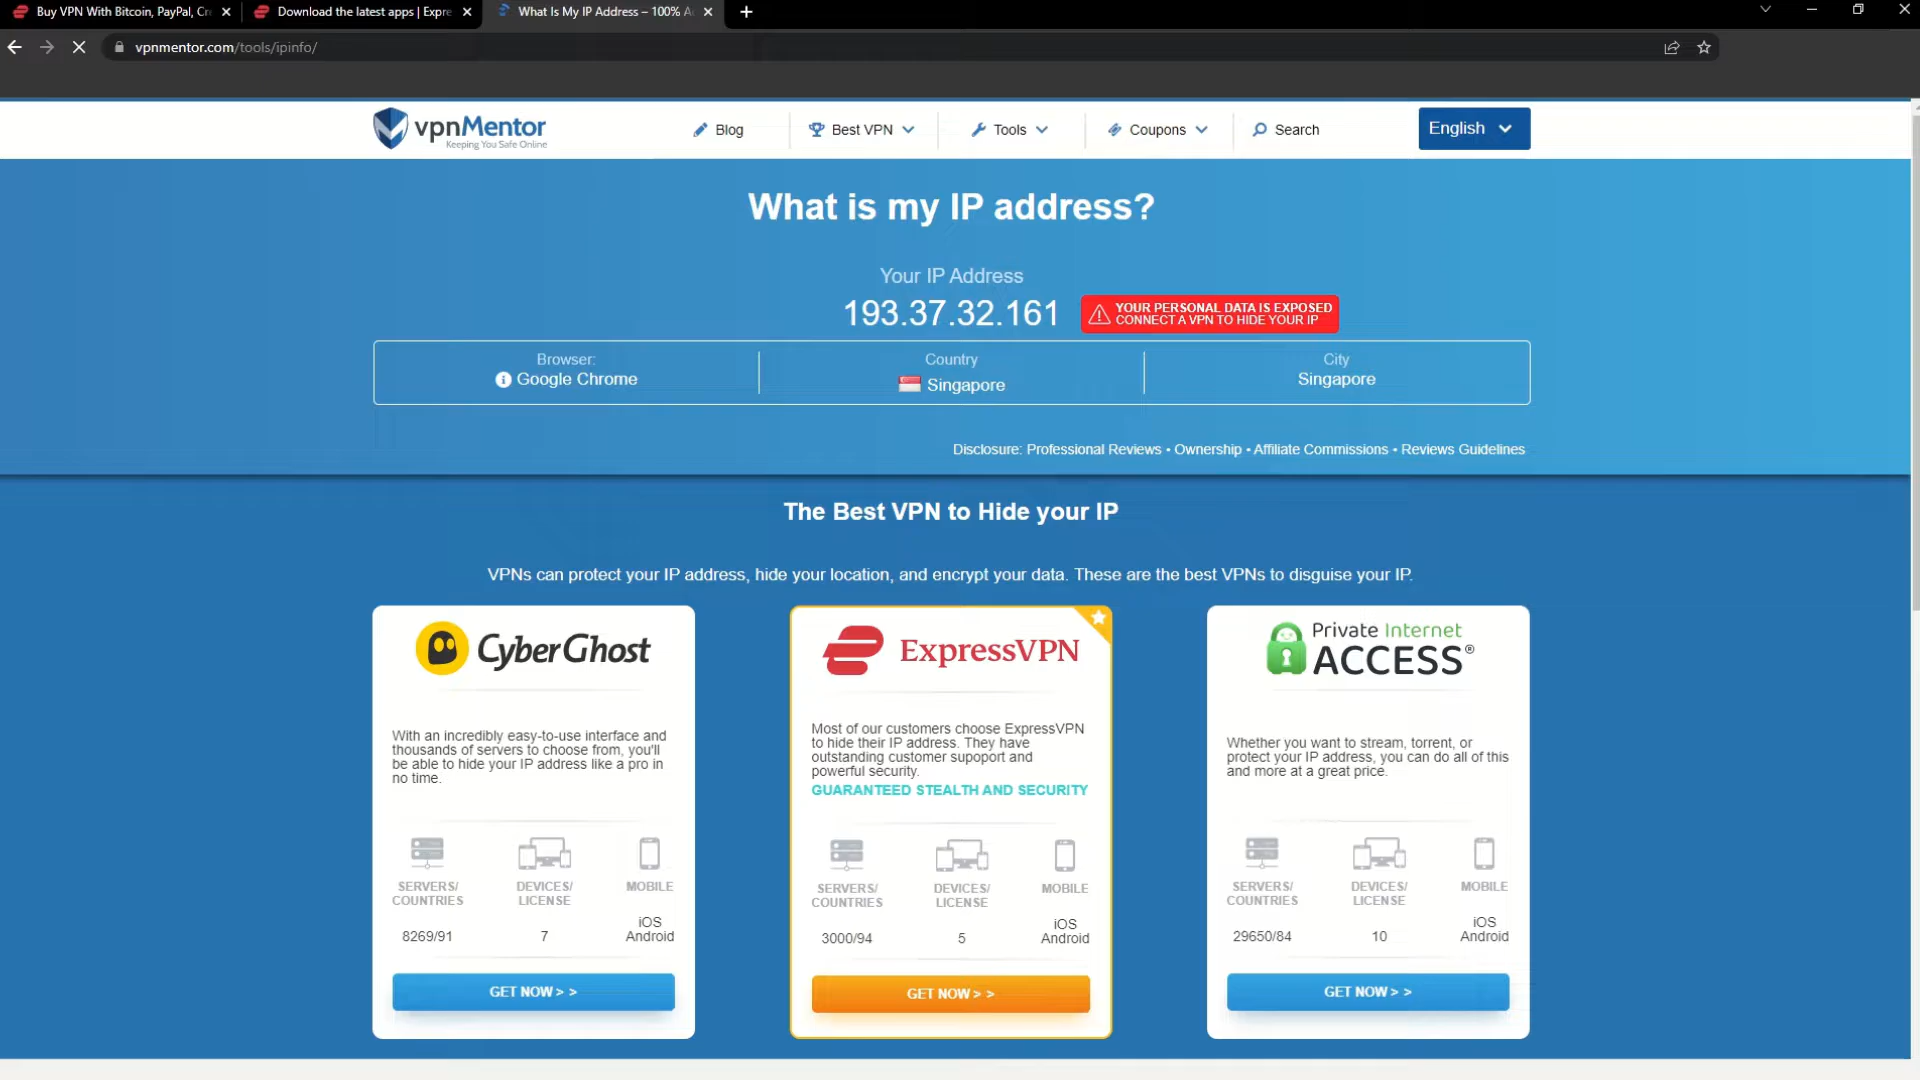 Buy VPN With Bitcoin, PayPal, Cr
Download the latest apps | Expre
What Is My IP Address – 100% A
vpnmentor.com/tools/ipinfo/
vpnMentor
Keeping You Safe Online
Blog
Best VPN
Tools
Coupons
Search
English
What is my IP address?
Your IP Address
193.37.32.161
YOUR PERSONAL DATA IS EXPOSED
CONNECT A VPN TO HIDE YOUR IP
Browser:
Google Chrome
Country
Singapore
City
Singapore
Disclosure: Professional Reviews • Ownership • Affiliate Commissions • Reviews Guidelines
The Best VPN to Hide your IP
VPNs can protect your IP address, hide your location, and encrypt your data. These are the best VPNs to disguise your IP.
CyberGhost
With an incredibly easy-to-use interface and
thousands of servers to choose from, you'll
be able to hide your IP address like a pro in
no time.
SERVERS/
COUNTRIES
8269/91
DEVICES/
LICENSE
7
MOBILE
iOS
Android
GET NOW > >
ExpressVPN
Most of our customers choose ExpressVPN
to hide their IP address. They have
outstanding customer supoport and
powerful security.
GUARANTEED STEALTH AND SECURITY
SERVERS/
COUNTRIES
3000/94
DEVICES/
LICENSE
5
MOBILE
iOS
Android
GET NOW > >
Private Internet
ACCESS®
Whether you want to stream, torrent, or
protect your IP address, you can do all of this
and more at a great price.
SERVERS/
COUNTRIES
29650/84
DEVICES/
LICENSE
10
MOBILE
iOS
Android
GET NOW > >